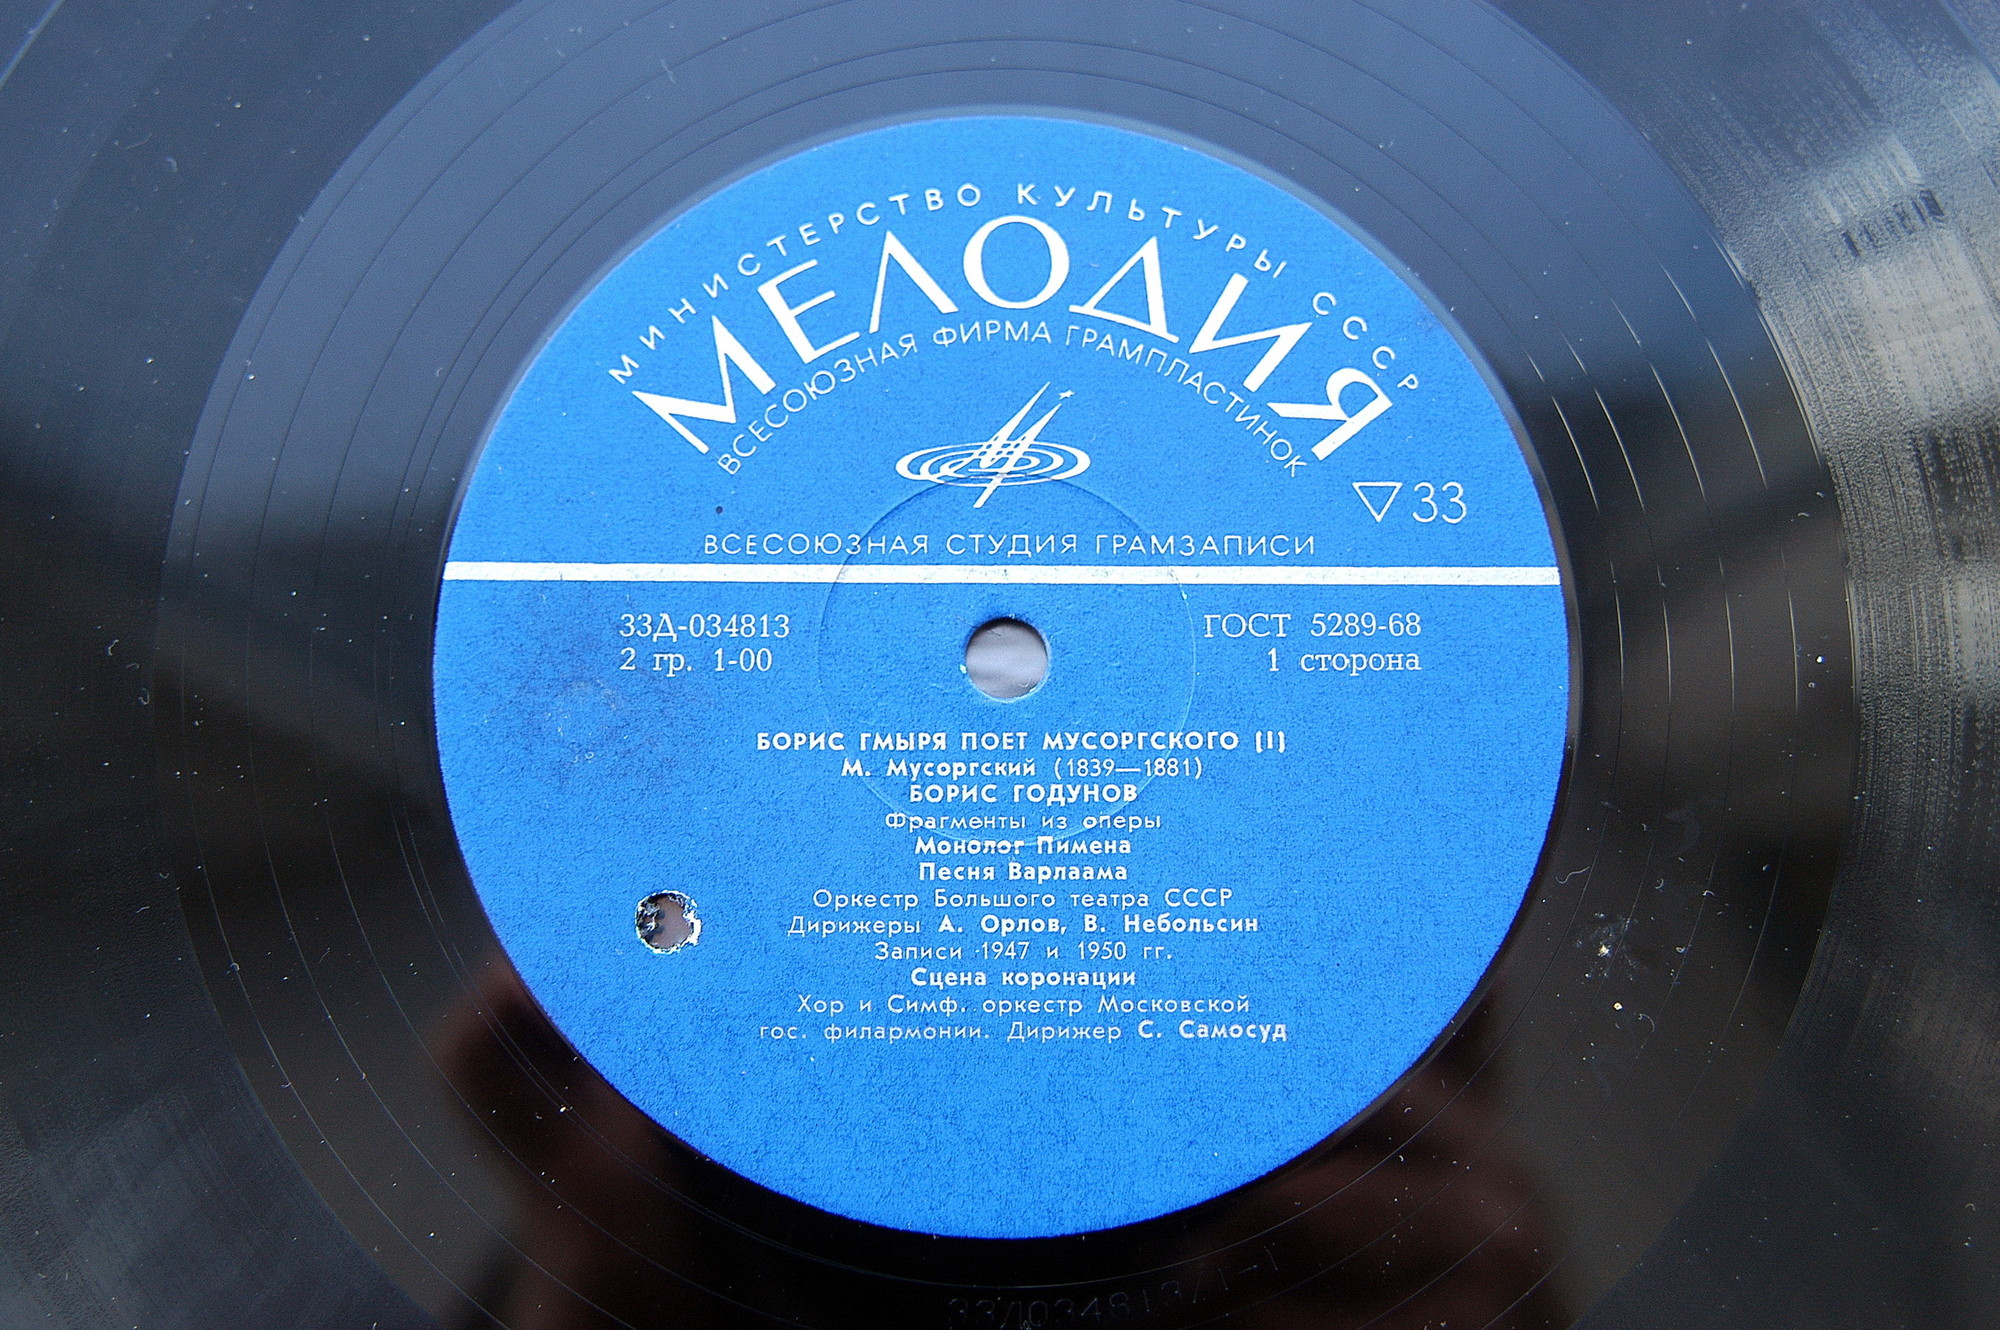 МИНИСТЕРСТВО КУЛЬТУРЫ СССР
МЕЛОДИЯ
ВСЕСОЮЗНАЯ ФИРМА ГРАМПЛАСТИНОК
▽33
ВСЕСОЮЗНАЯ СТУДИЯ ГРАМЗАПИСИ
33Д-034813 ГОСТ 5289-68
2 гр. 1-00 1 сторона
БОРИС ГМЫРЯ ПОЕТ МУСОРГСКОГО (I)
М. Мусоргский (1839—1881)
БОРИС ГОДУНОВ
Фрагменты из оперы
Монолог Пимена
Песня Варлаама
Оркестр Большого театра СССР
Дирижеры А. Орлов, В. Небольсин
Записи 1947 и 1950 гг.
Сцена коронации
Хор и Симф. оркестр Московской
гос. филармонии. Дирижер С. Самосуд
33Д034813/1-1